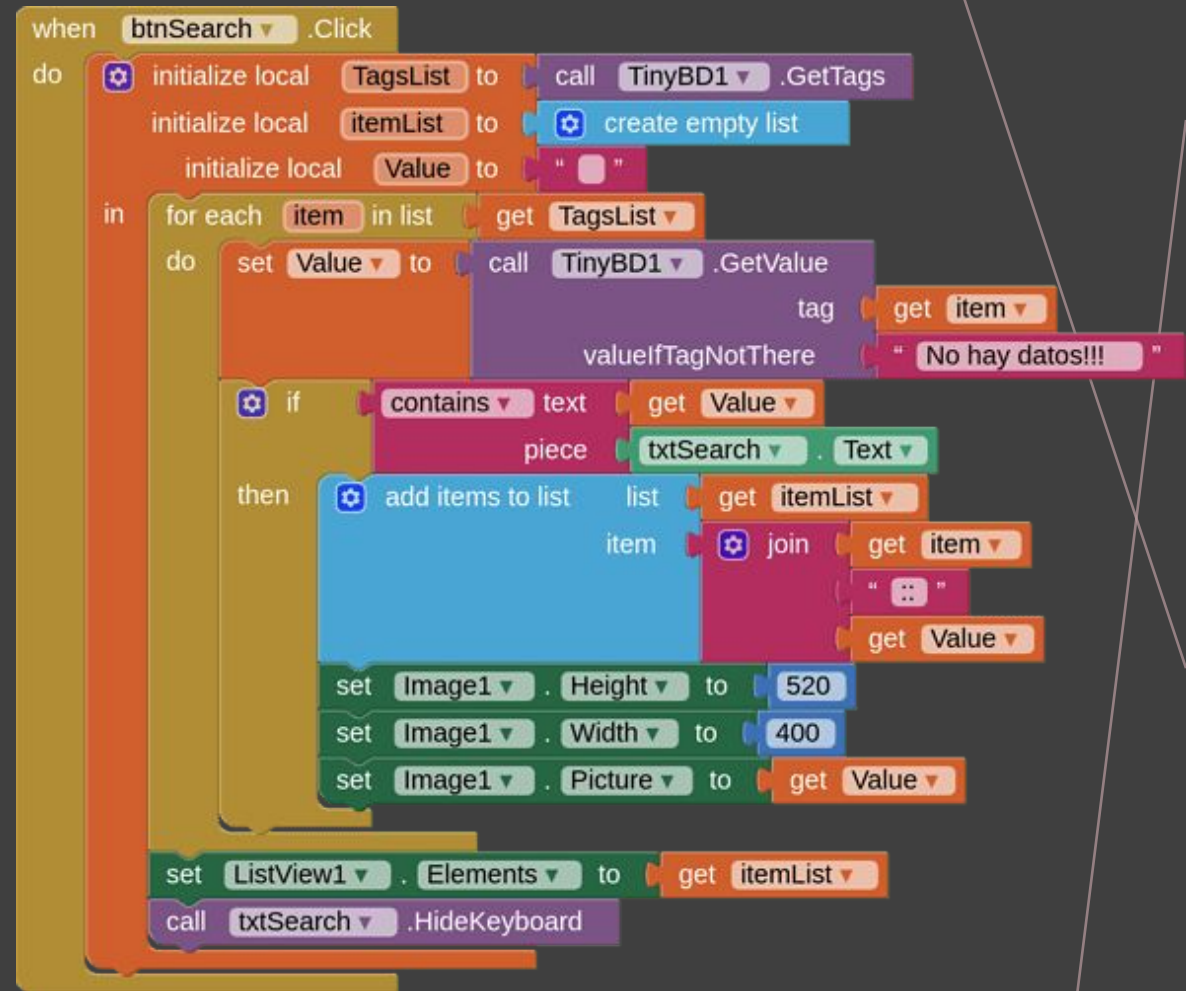 when btnSearch .Click
do initialize local TagsList to call TinyBD1 .GetTags
initialize local itemList to create empty list
initialize local Value to “ ”
in for each item in list get TagsList
do set Value to call TinyBD1 .GetValue
tag get item
valueIfTagNotThere “ No hay datos!!! ”
if contains text get Value
piece txtSearch . Text
then add items to list list get itemList
item join get item
“ :: ”
get Value
set Image1 . Height to 520
set Image1 . Width to 400
set Image1 . Picture to get Value
set ListView1 . Elements to get itemList
call txtSearch .HideKeyboard